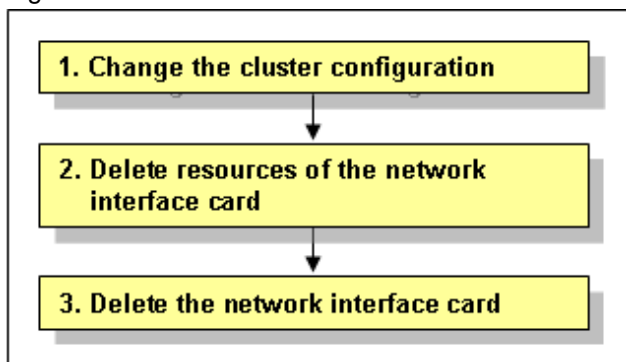 1. Change the cluster configuration
2. Delete resources of the network
interface card
3. Delete the network interface card